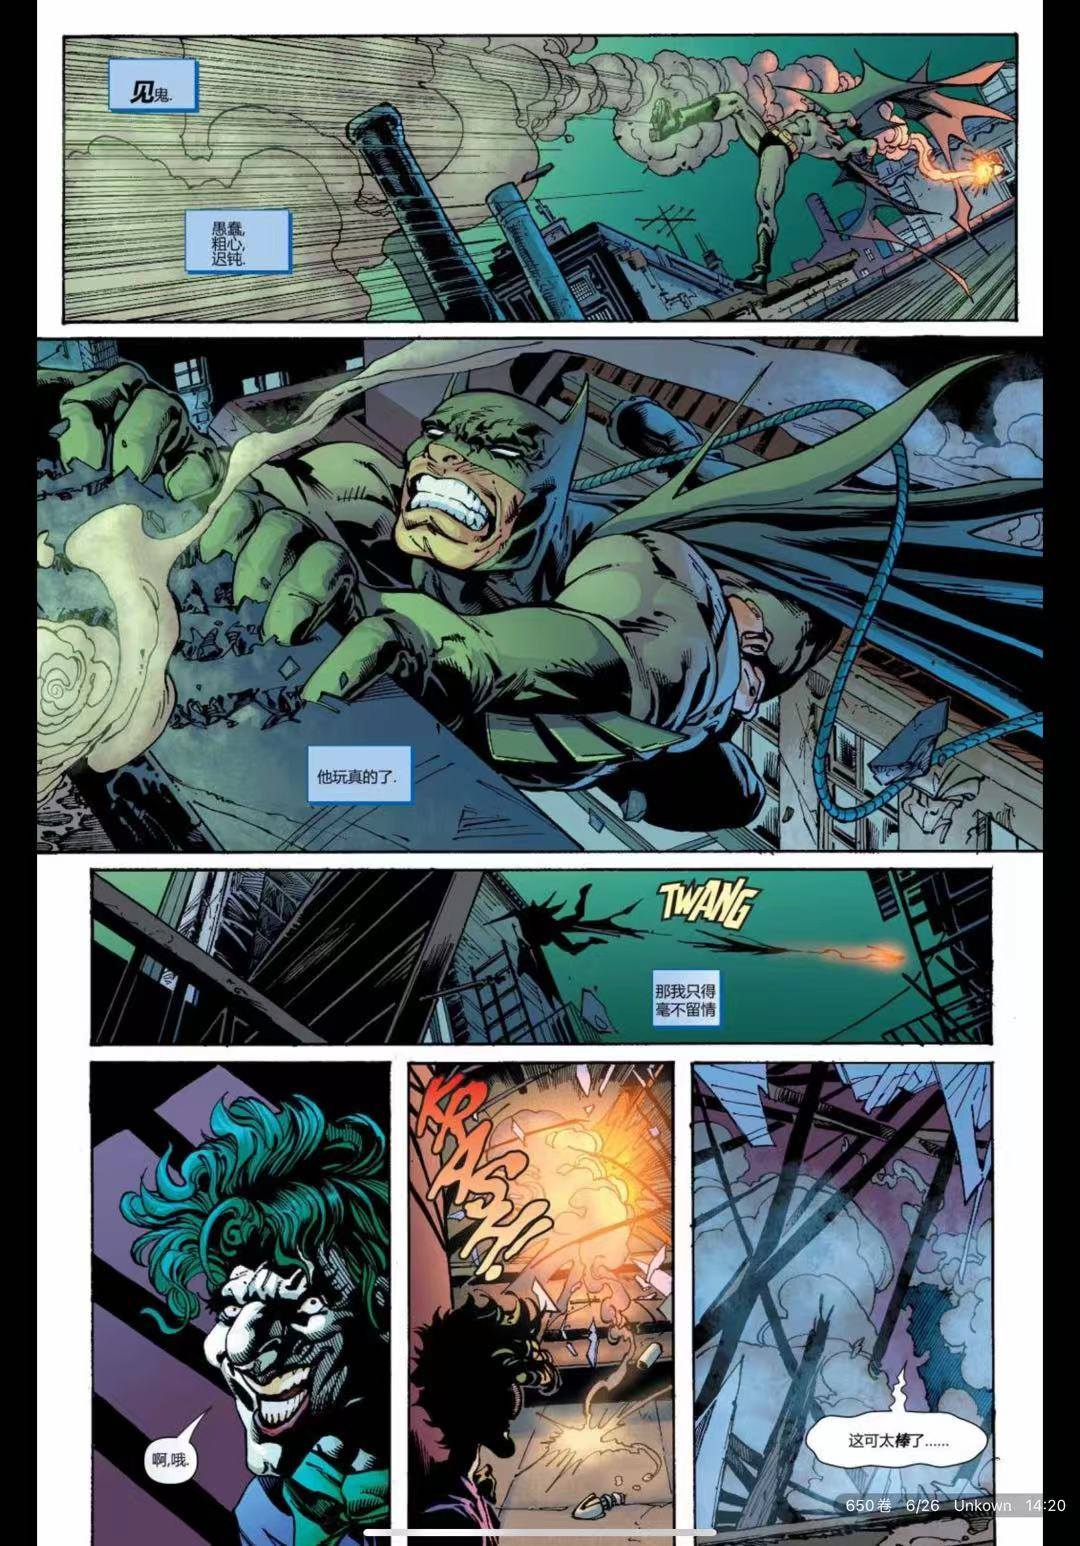 见鬼.
愚蠢,
粗心,
迟钝.
他玩真的了.
TWANG
那我只得
毫不留情
啊,哦.
KRASH!!
这可太棒了……
650卷 6/26 Unkown 14:20